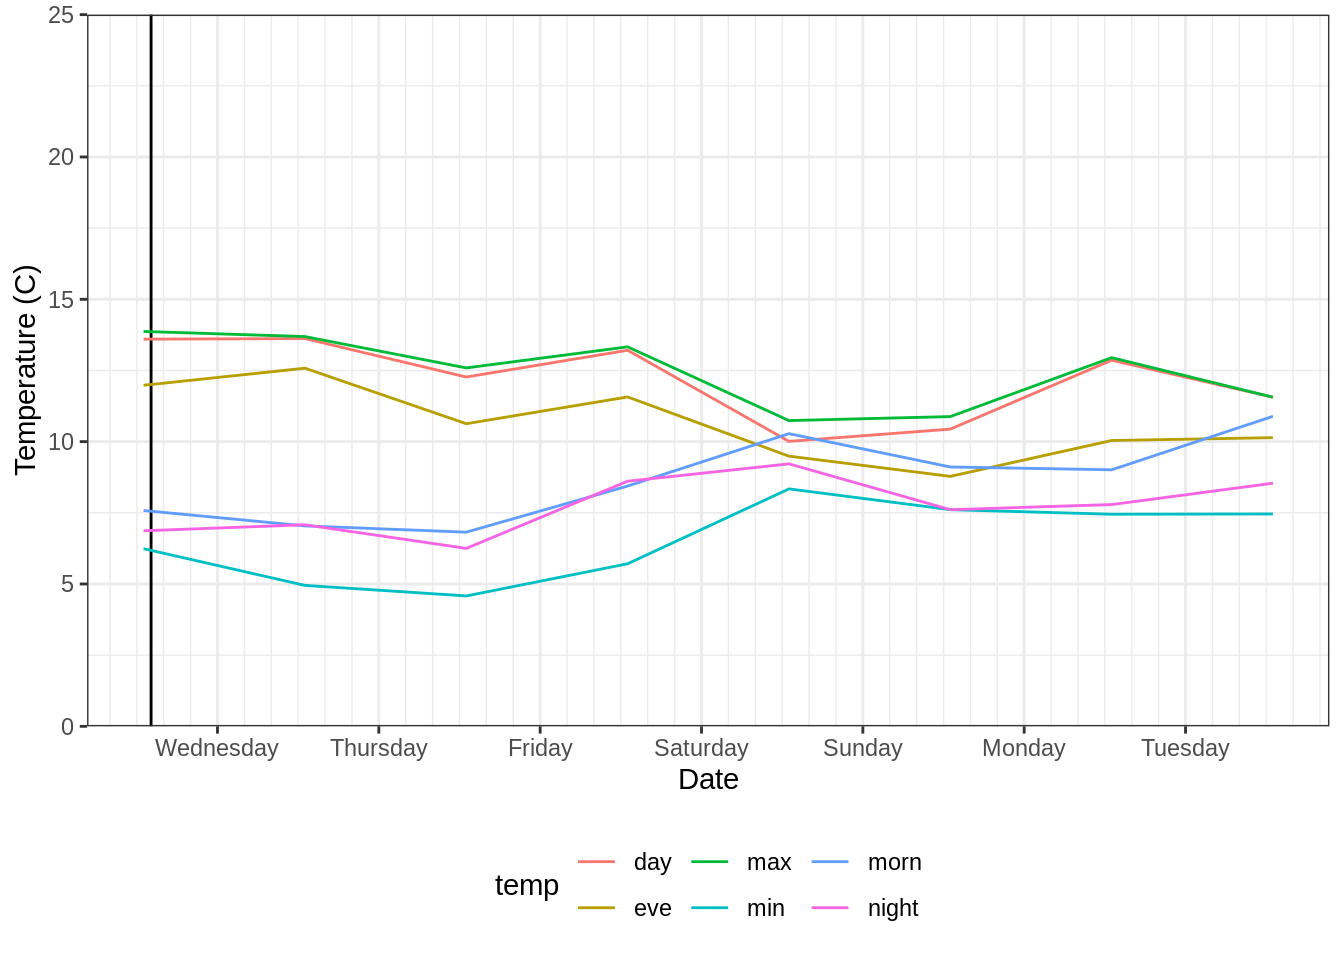 25
20
15
10
5
0
Temperature (C)
Wednesday Thursday Friday Saturday Sunday Monday Tuesday
Date
temp
day max morn
eve min night